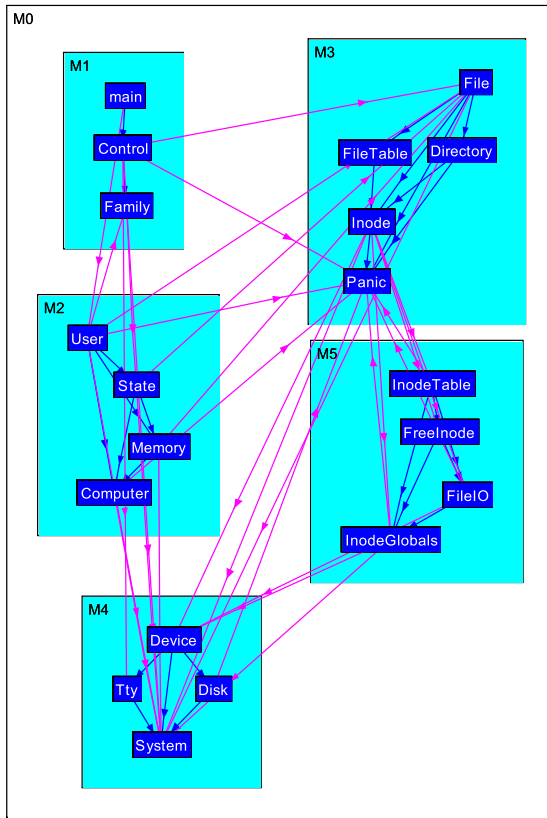 M0
M1
main
Control
Family
M3
File
FileTable
Directory
Inode
Panic
M2
User
State
Memory
Computer
M5
InodeTable
FreeInode
FileIO
InodeGlobals
M4
Device
Tty
Disk
System